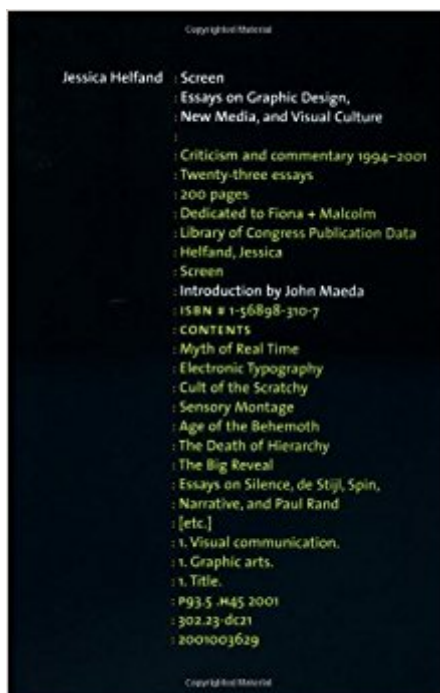 Copyrighted Material
Jessica Helfand : Screen
: Essays on Graphic Design,
: New Media, and Visual Culture
:
: Criticism and commentary 1994–2001
: Twenty-three essays
: 200 pages
: Dedicated to Fiona + Malcolm
: Library of Congress Publication Data
: Helfand, Jessica
: Screen
: Introduction by John Maeda
: ISBN # 1-56898-310-7
: CONTENTS
: Myth of Real Time
: Electronic Typography
: Cult of the Scratchy
: Sensory Montage
: Age of the Behemoth
: The Death of Hierarchy
: The Big Reveal
: Essays on Silence, de Stijl, Spin,
: Narrative, and Paul Rand
: [etc.]
: 1. Visual communication.
: 1. Graphic arts.
: 1. Title.
: P93.5 .H45 2001
: 302.23-dc21
: 2001003629
Copyrighted Material